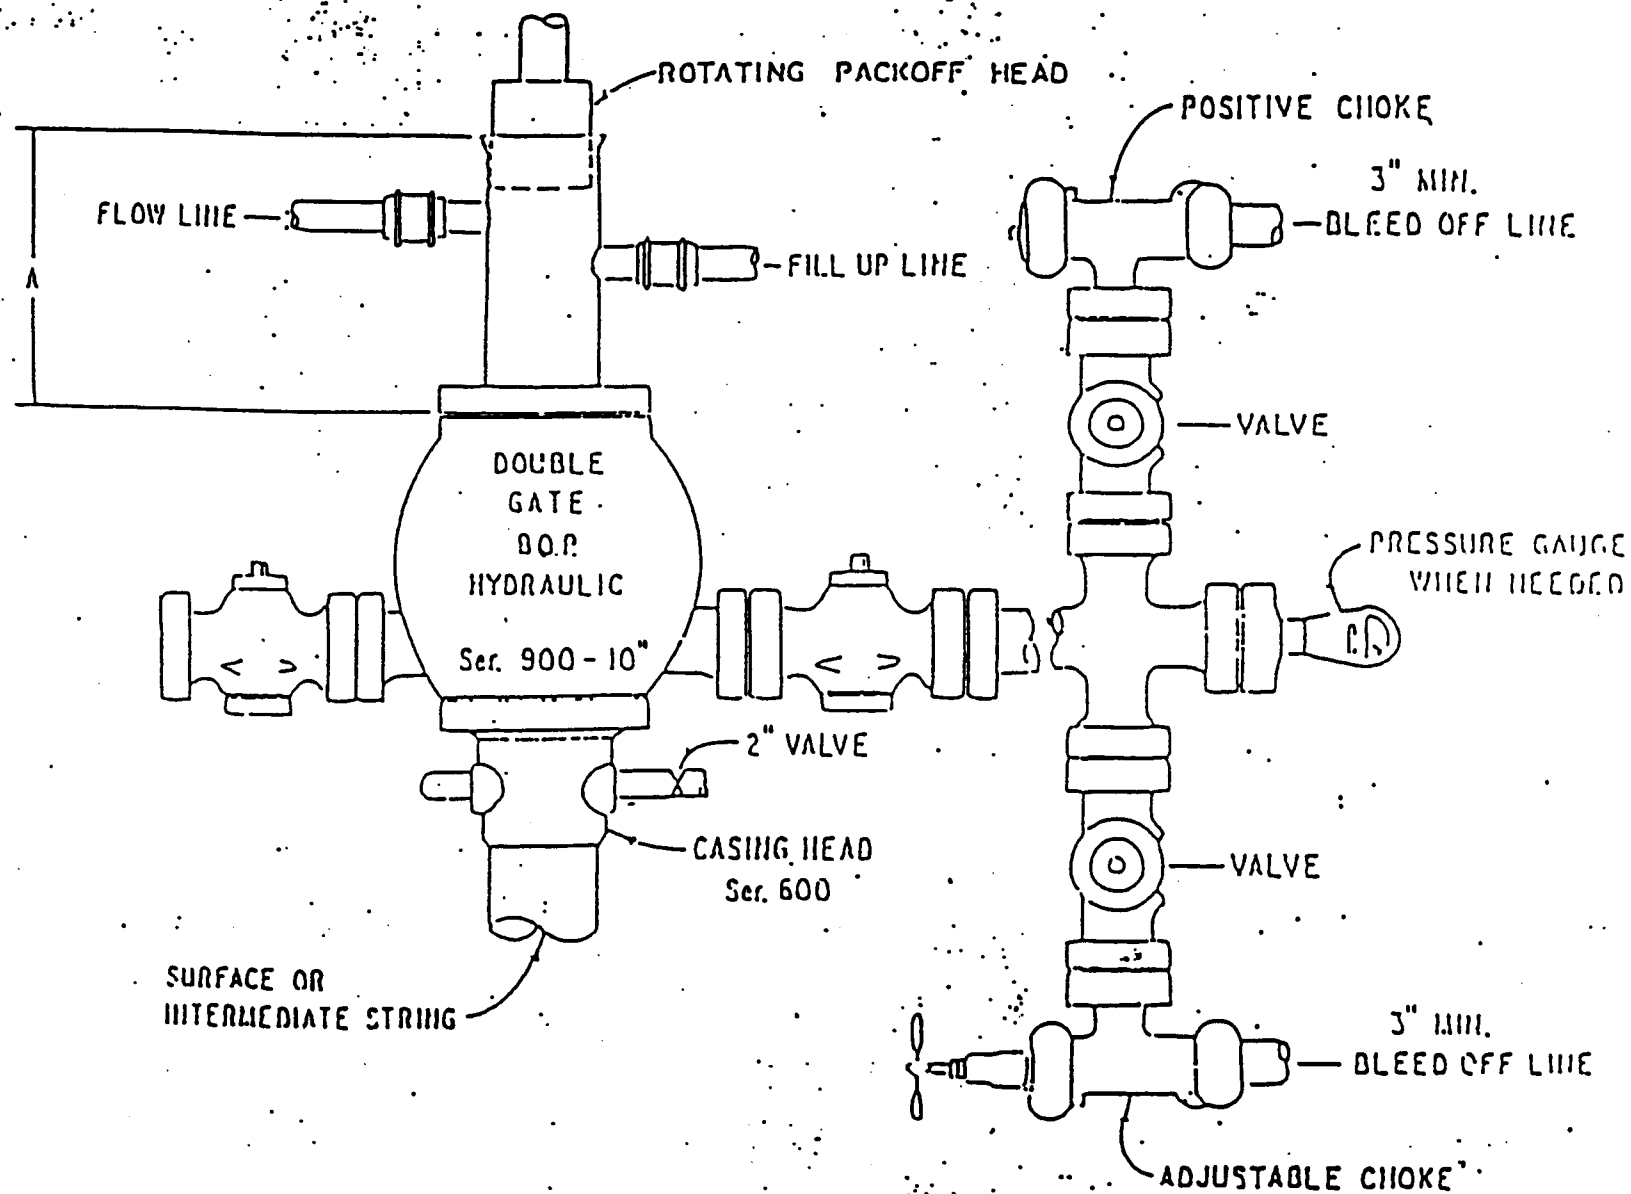 ROTATING PACKOFF HEAD
POSITIVE CHOKE
3" MIN.
BLEED OFF LINE
FLOW LINE
FILL UP LINE
A
VALVE
DOUBLE
GATE
B.O.P.
HYDRAULIC
Ser. 900-10"
PRESSURE GAUGE
WHEN NEEDED
2" VALVE
CASING HEAD
Ser. 600
VALVE
SURFACE OR
INTERMEDIATE STRING
3" MIN.
BLEED OFF LINE
ADJUSTABLE CHOKE